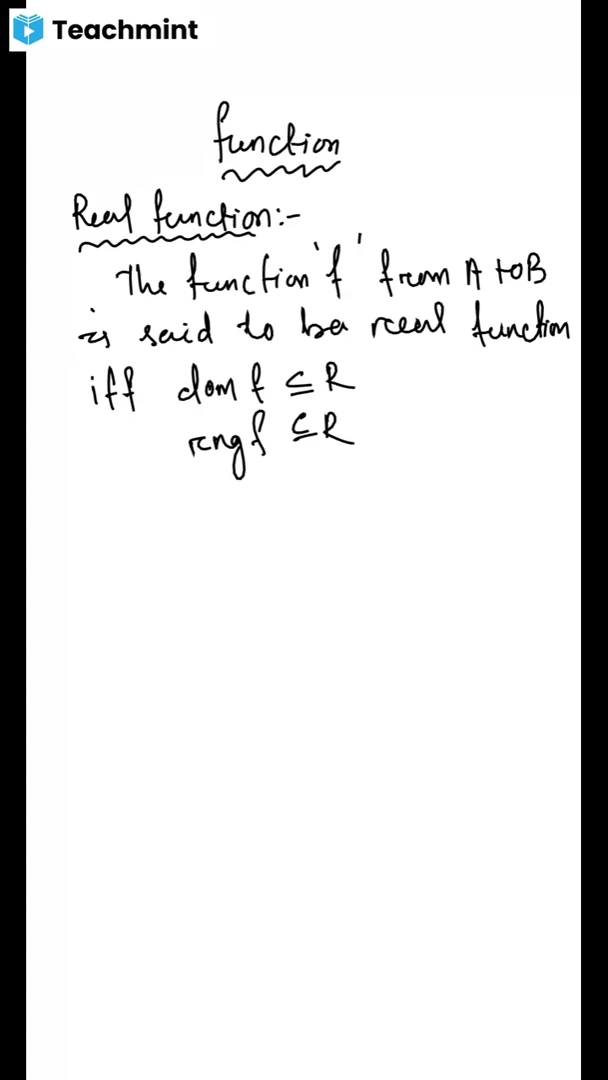 Teachmint
function
Real function:-
The function 'f' from A to B
is said to be real function
iff dom f ⊆ R
rng f ⊆ R